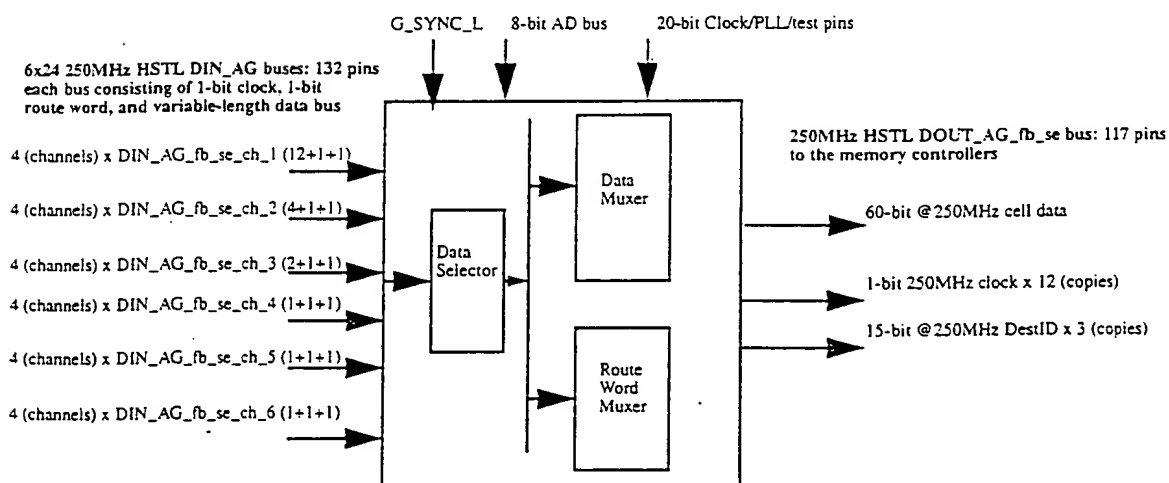 G_SYNC_L
8-bit AD bus
20-bit Clock/PLL/test pins
6x24 250MHz HSTL DIN_AG buses: 132 pins
each bus consisting of 1-bit clock, 1-bit
route word, and variable-length data bus
4 (channels) x DIN_AG_fb_se_ch_1 (12+1+1)
4 (channels) x DIN_AG_fb_se_ch_2 (4+1+1)
4 (channels) x DIN_AG_fb_se_ch_3 (2+1+1)
4 (channels) x DIN_AG_fb_se_ch_4 (1+1+1)
4 (channels) x DIN_AG_fb_se_ch_5 (1+1+1)
4 (channels) x DIN_AG_fb_se_ch_6 (1+1+1)
Data
Selector
Data
Muxer
Route
Word
Muxer
250MHz HSTL DOUT_AG_fb_se bus: 117 pins
to the memory controllers
60-bit @250MHz cell data
1-bit 250MHz clock x 12 (copies)
15-bit @250MHz DestID x 3 (copies)